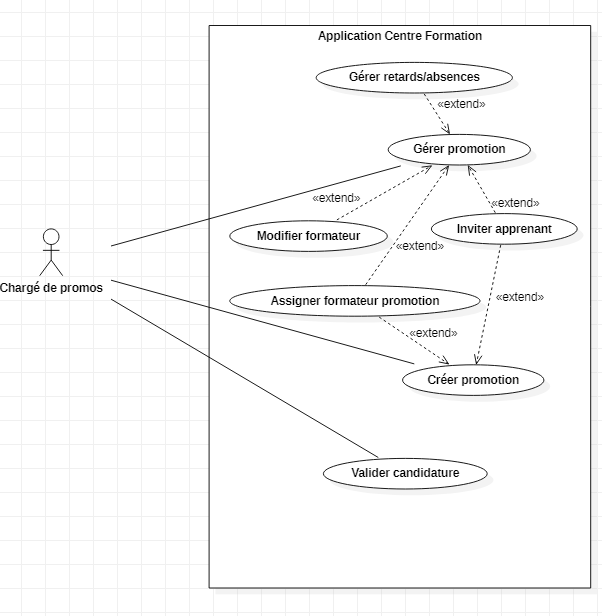 Application Centre Formation
Gérer retards/absences
«extend»
Gérer promotion
«extend»
«extend»
Modifier formateur
Inviter apprenant
«extend»
Chargé de promos
Assigner formateur promotion
«extend»
«extend»
Créer promotion
Valider candidature